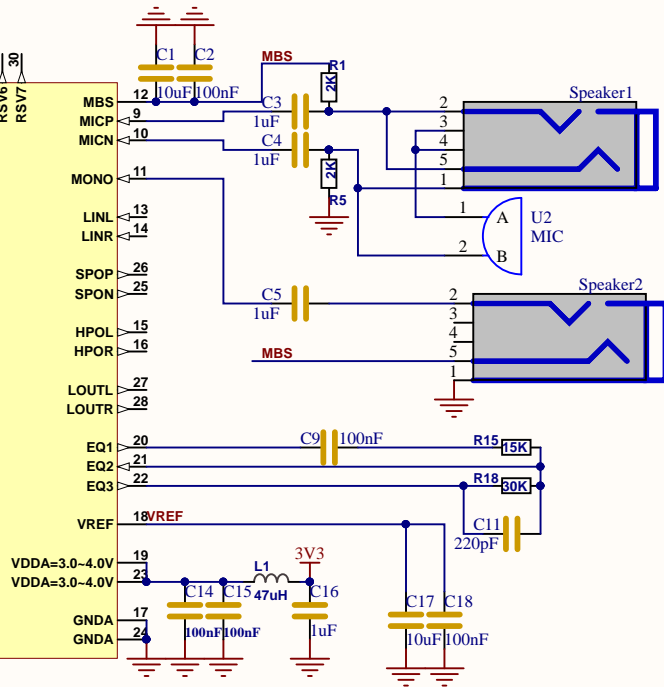 RSV6
RSV7
30
C1
C2
10uF
100nF
MBS
R1
2K
MBS 12
MICP 9
MICN 10
MONO 11
LINL 13
LINR 14
SPOP 26
SPON 25
HPOL 15
HPOR 16
LOUTL 27
LOUTR 28
EQ1 20
EQ2 21
EQ3 22
VREF 18 VREF
VDDA=3.0~4.0V 19
VDDA=3.0~4.0V 23
GNDA 17
GNDA 24
C3
1uF
C4
1uF
2K
R5
Speaker1
2
3
4
5
1
1 A
2 B
U2
MIC
C5
1uF
MBS
Speaker2
2
3
4
5
1
C9 100nF
R15 15K
R18 30K
C11
220pF
L1
47uH
3V3
C14
100nF
C15
100nF
C16
1uF
C17
10uF
C18
100nF